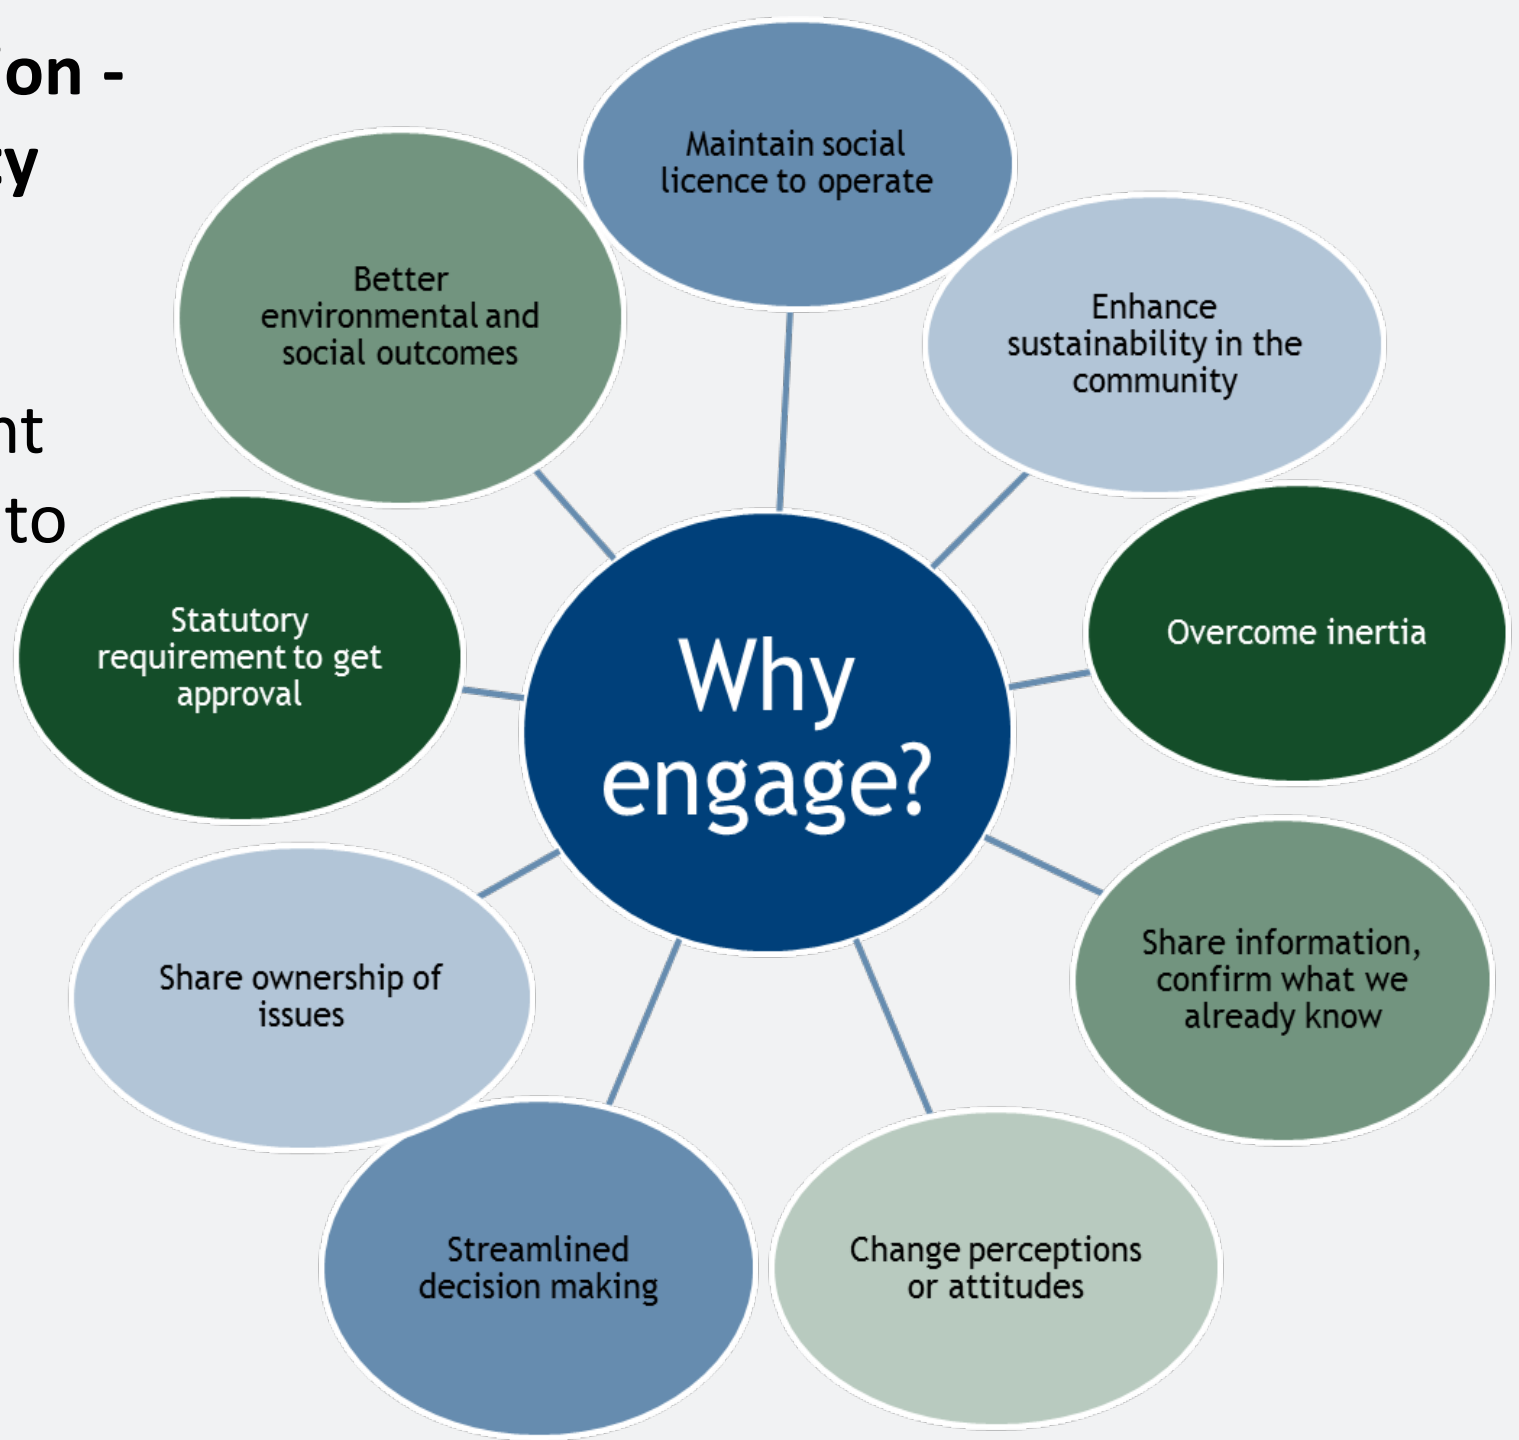 ion -
ty
nt
to
Maintain social
licence to operate
Better
environmental and
social outcomes
Enhance
sustainability in the
community
Statutory
requirement to get
approval
Overcome inertia
Why
engage?
Share ownership of
issues
Share information,
confirm what we
already know
Streamlined
decision making
Change perceptions
or attitudes